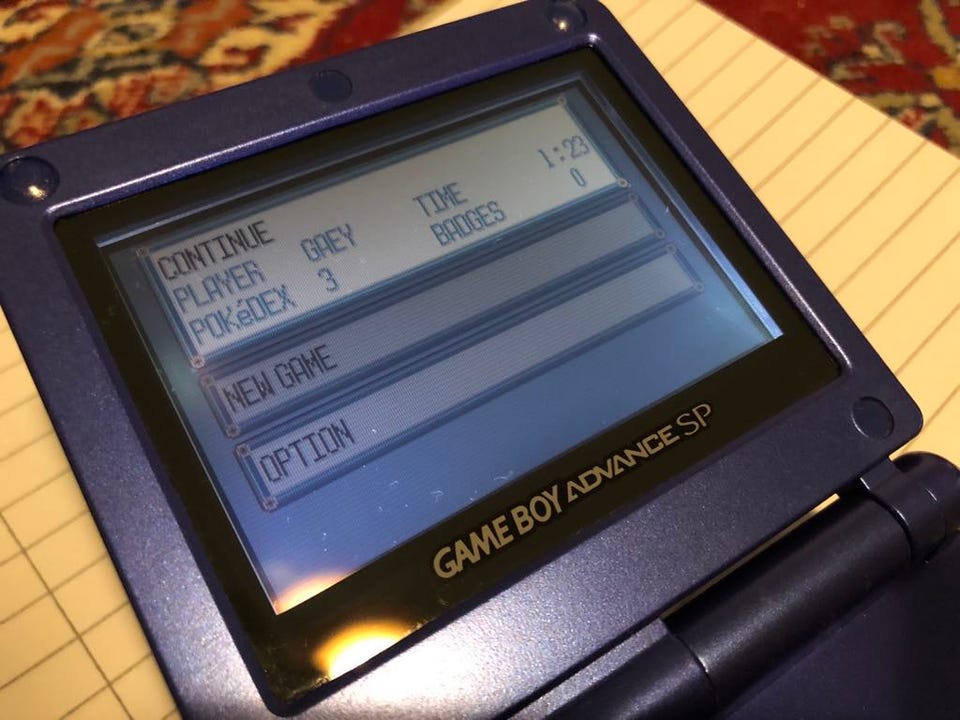 CONTINUE
PLAYER GAEY TIME 1:23
POKéDEX 3 BADGES 0
NEW GAME
OPTION
GAME BOY ADVANCE SP